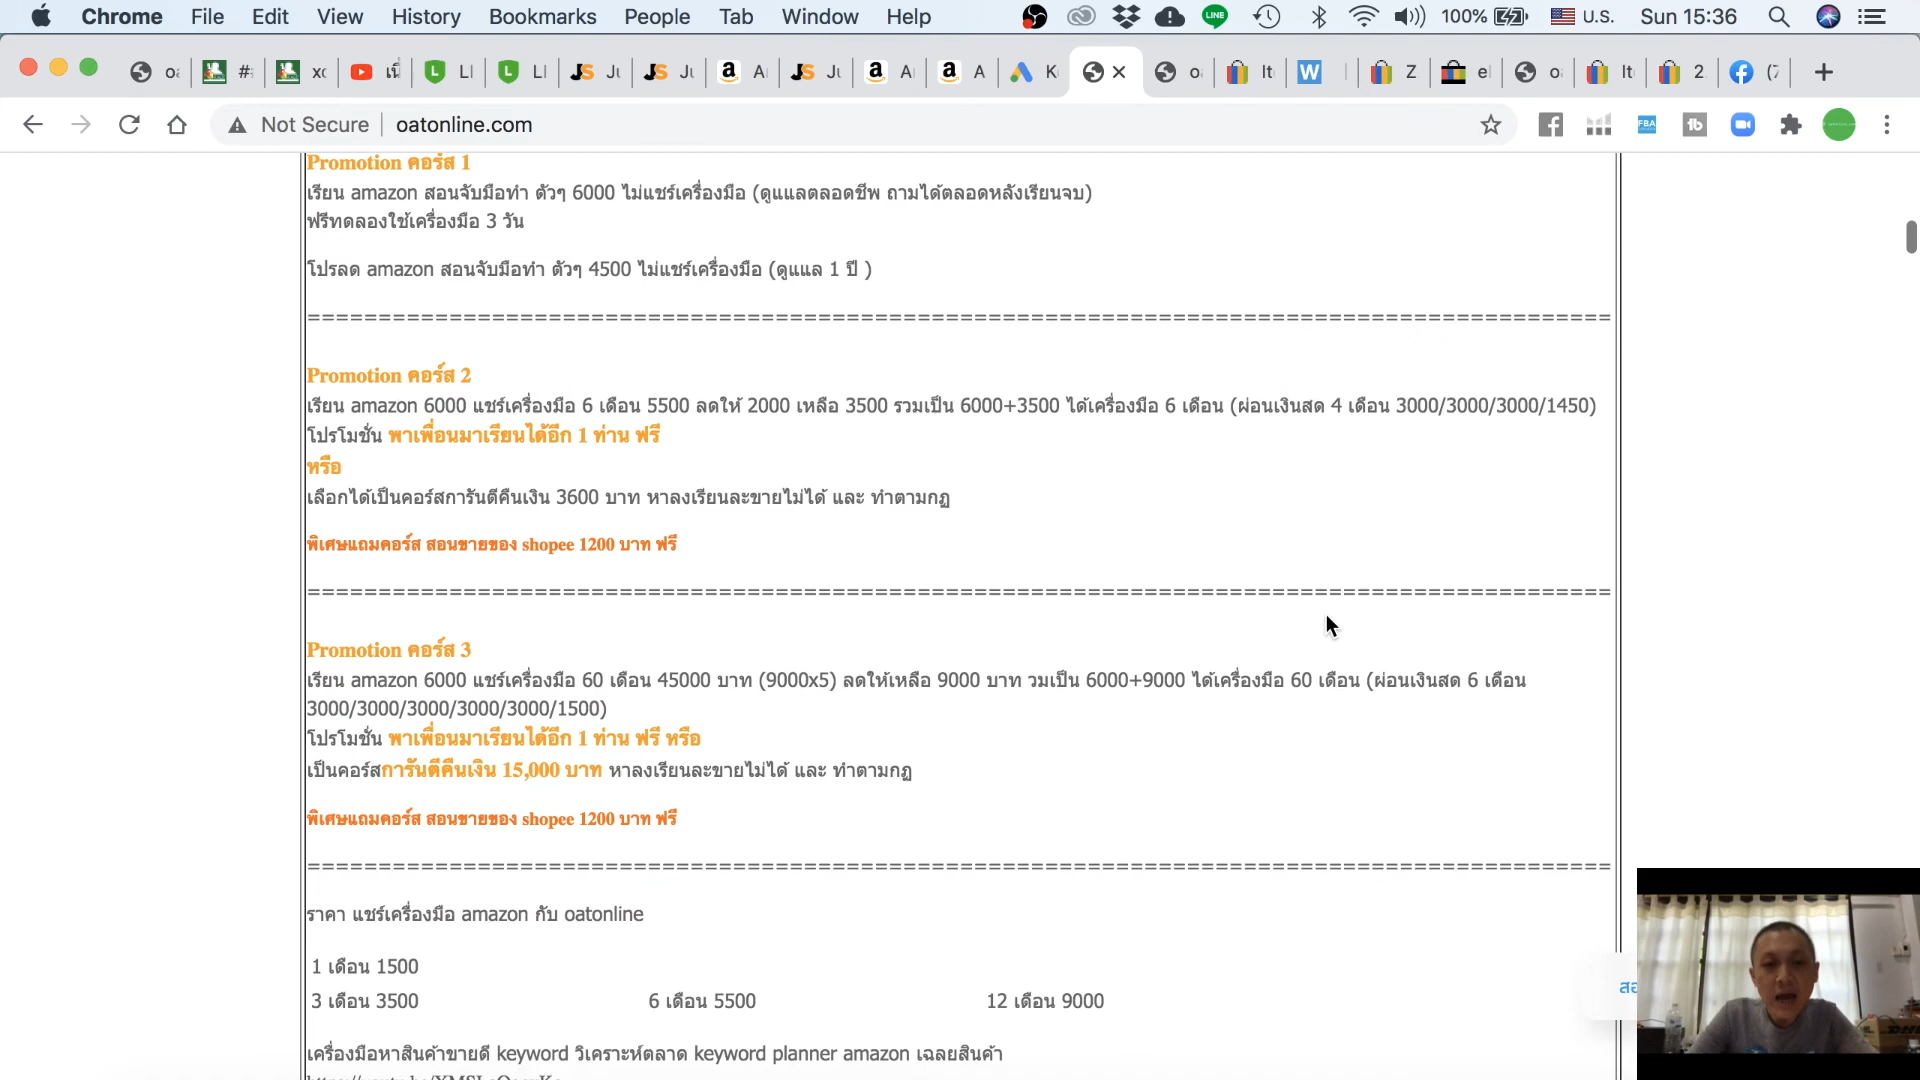 Chrome File Edit View History Bookmarks People Tab Window Help 100% U.S. Sun 15:36
Not Secure oatonline.com
Promotion คอร์ส 1
เรียน amazon สอนจับมือทำ ตัวๆ 6000 ไม่แชร์เครื่องมือ (ดูแแลตลอดชีพ ถามได้ตลอดหลังเรียนจบ)
ฟรีทดลองใช้เครื่องมือ 3 วัน
โปรลด amazon สอนจับมือทำ ตัวๆ 4500 ไม่แชร์เครื่องมือ (ดูแแล 1 ปี )
Promotion คอร์ส 2
เรียน amazon 6000 แชร์เครื่องมือ 6 เดือน 5500 ลดให้ 2000 เหลือ 3500 รวมเป็น 6000+3500 ได้เครื่องมือ 6 เดือน (ผ่อนเงินสด 4 เดือน 3000/3000/3000/1450)
โปรโมชั่น พาเพื่อนมาเรียนได้อีก 1 ท่าน ฟรี
หรือ
เลือกได้เป็นคอร์สการันตีคืนเงิน 3600 บาท หาลงเรียนละขายไม่ได้ และ ทำตามกฏ
พิเศษแถมคอร์ส สอนขายของ shopee 1200 บาท ฟรี
Promotion คอร์ส 3
เรียน amazon 6000 แชร์เครื่องมือ 60 เดือน 45000 บาท (9000x5) ลดให้เหลือ 9000 บาท วมเป็น 6000+9000 ได้เครื่องมือ 60 เดือน (ผ่อนเงินสด 6 เดือน
3000/3000/3000/3000/3000/1500)
โปรโมชั่น พาเพื่อนมาเรียนได้อีก 1 ท่าน ฟรี หรือ
เป็นคอร์สการันตีคืนเงิน 15,000 บาท หาลงเรียนละขายไม่ได้ และ ทำตามกฏ
พิเศษแถมคอร์ส สอนขายของ shopee 1200 บาท ฟรี
ราคา แชร์เครื่องมือ amazon กับ oatonline
1 เดือน 1500
3 เดือน 3500 6 เดือน 5500 12 เดือน 9000
เครื่องมือหาสินค้าขายดี keyword วิเคราะห์ตลาด keyword planner amazon เฉลยสินค้า